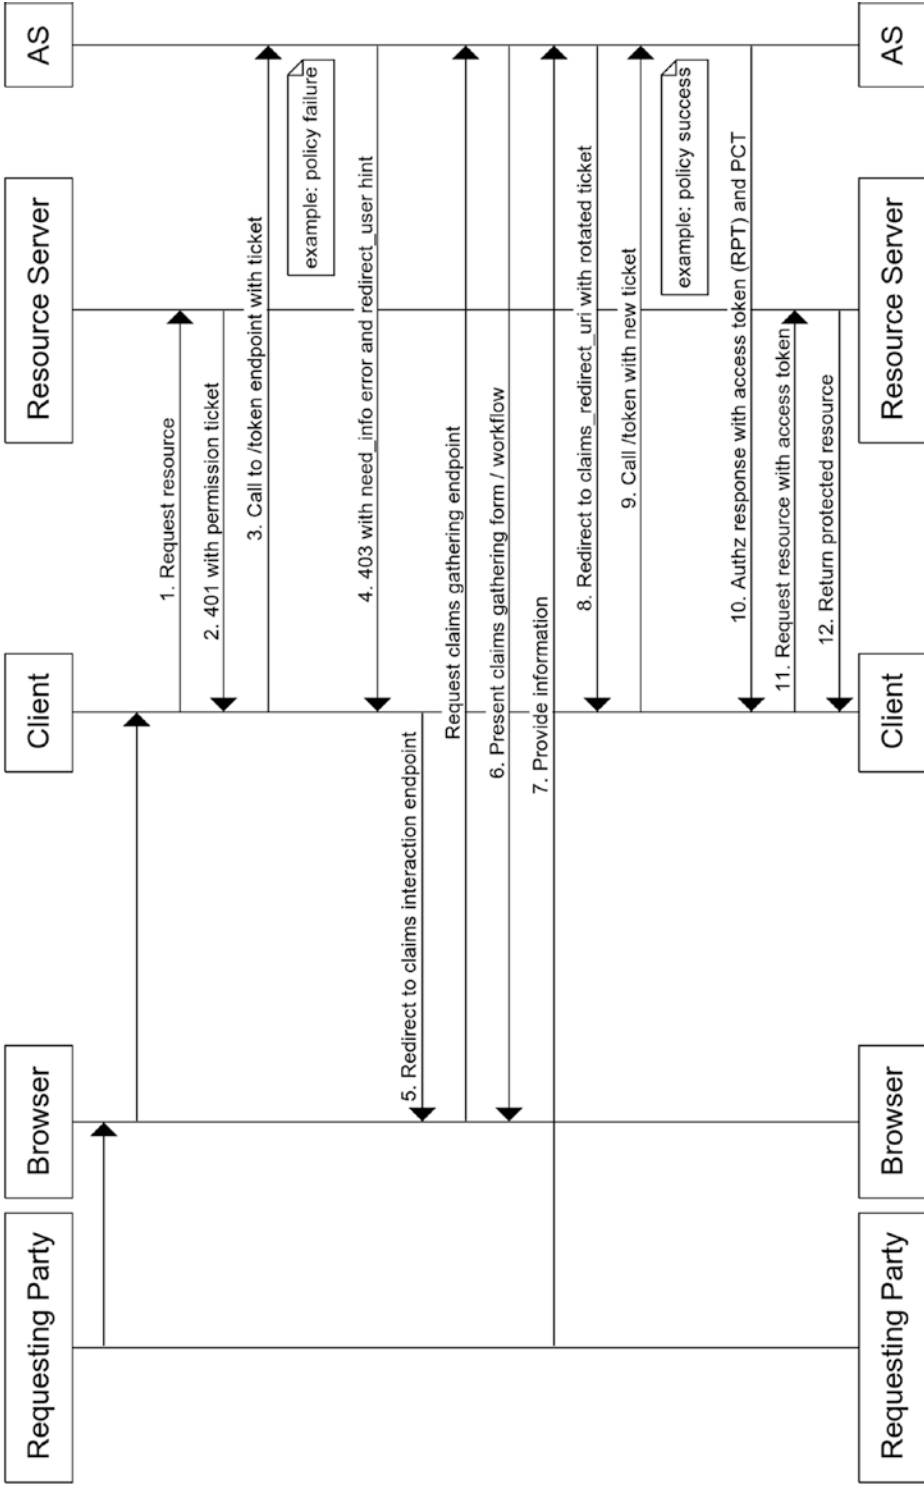 Requesting Party
Browser
Client
Resource Server
AS
1. Request resource
2. 401 with permission ticket
3. Call to /token endpoint with ticket
example: policy failure
4. 403 with need_info error and redirect_user hint
5. Redirect to claims interaction endpoint
Request claims gathering endpoint
6. Present claims gathering form / workflow
7. Provide information
8. Redirect to claims_redirect_uri with rotated ticket
9. Call /token with new ticket
example: policy success
10. Authz response with access token (RPT) and PCT
11. Request resource with access token
12. Return protected resource
Requesting Party
Browser
Client
Resource Server
AS